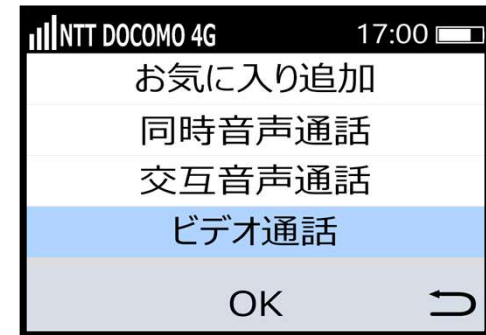 NTT DOCOMO 4G 17:00
お気に入り追加
同時音声通話
交互音声通話
ビデオ通話
OK